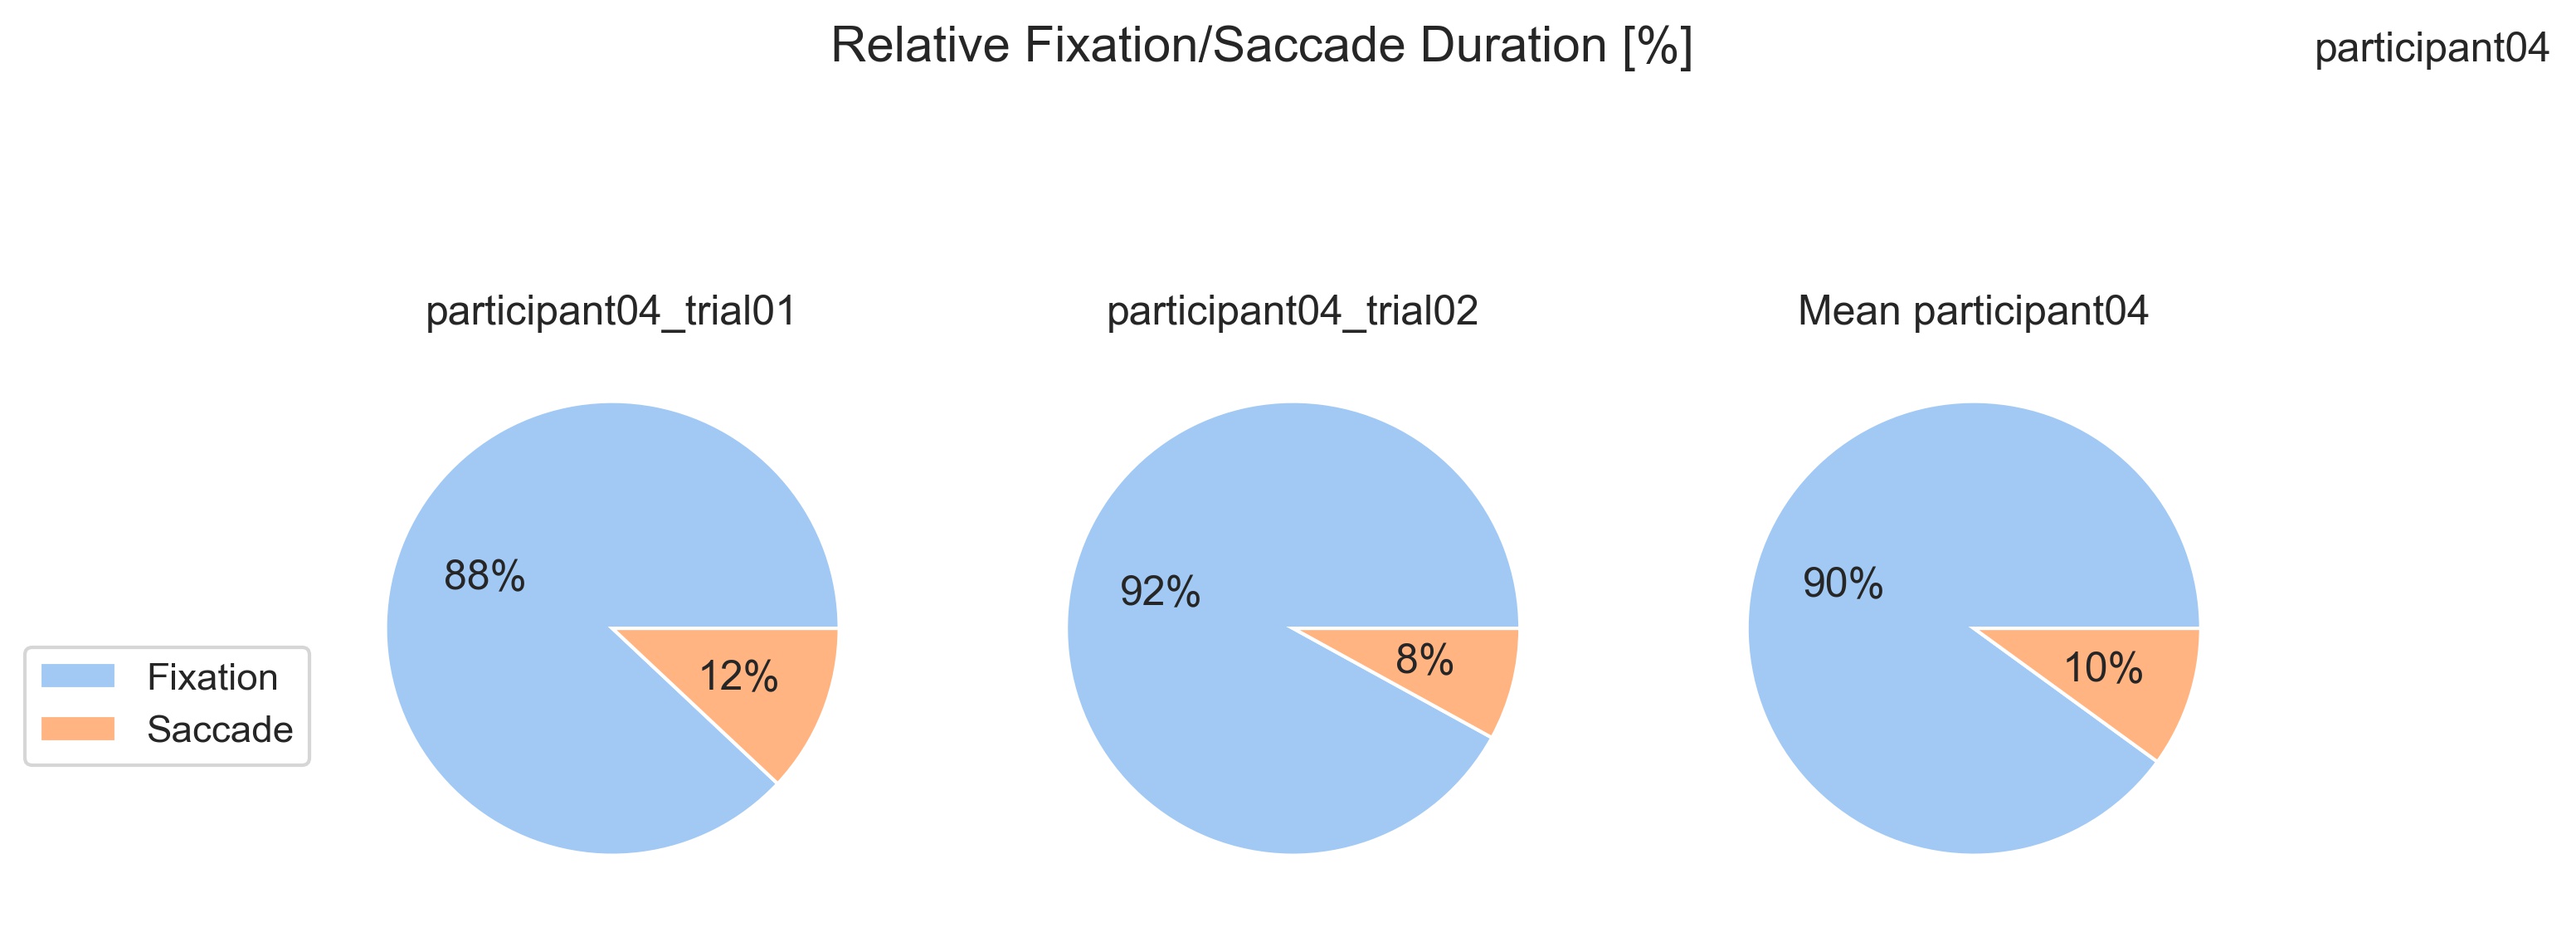 Relative Fixation/Saccade Duration [%]
participant04
participant04_trial01
participant04_trial02
Mean participant04
88%
12%
92%
8%
90%
10%
Fixation
Saccade